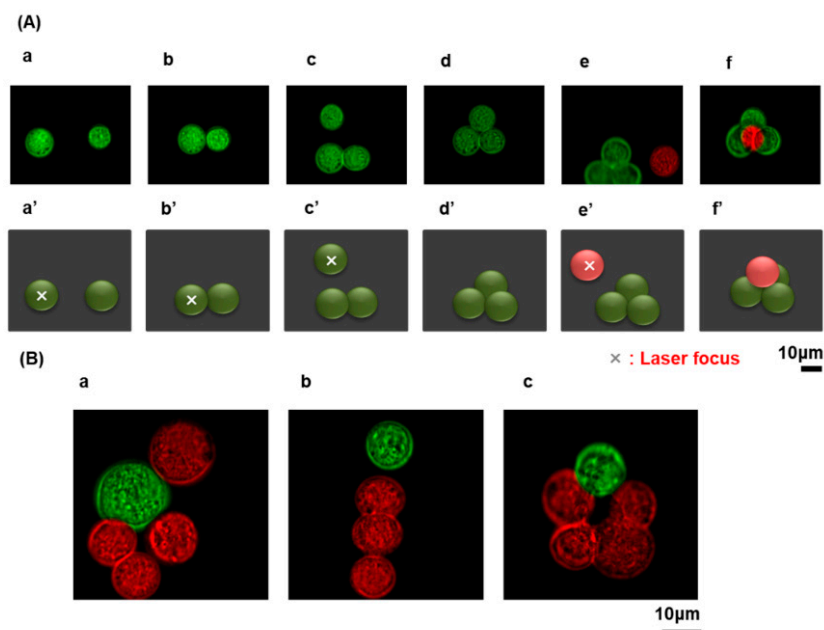 (A)
a b c d e f
a’ b’ c’ d’ e’ f’
× : Laser focus 10μm
(B)
a b c
10μm